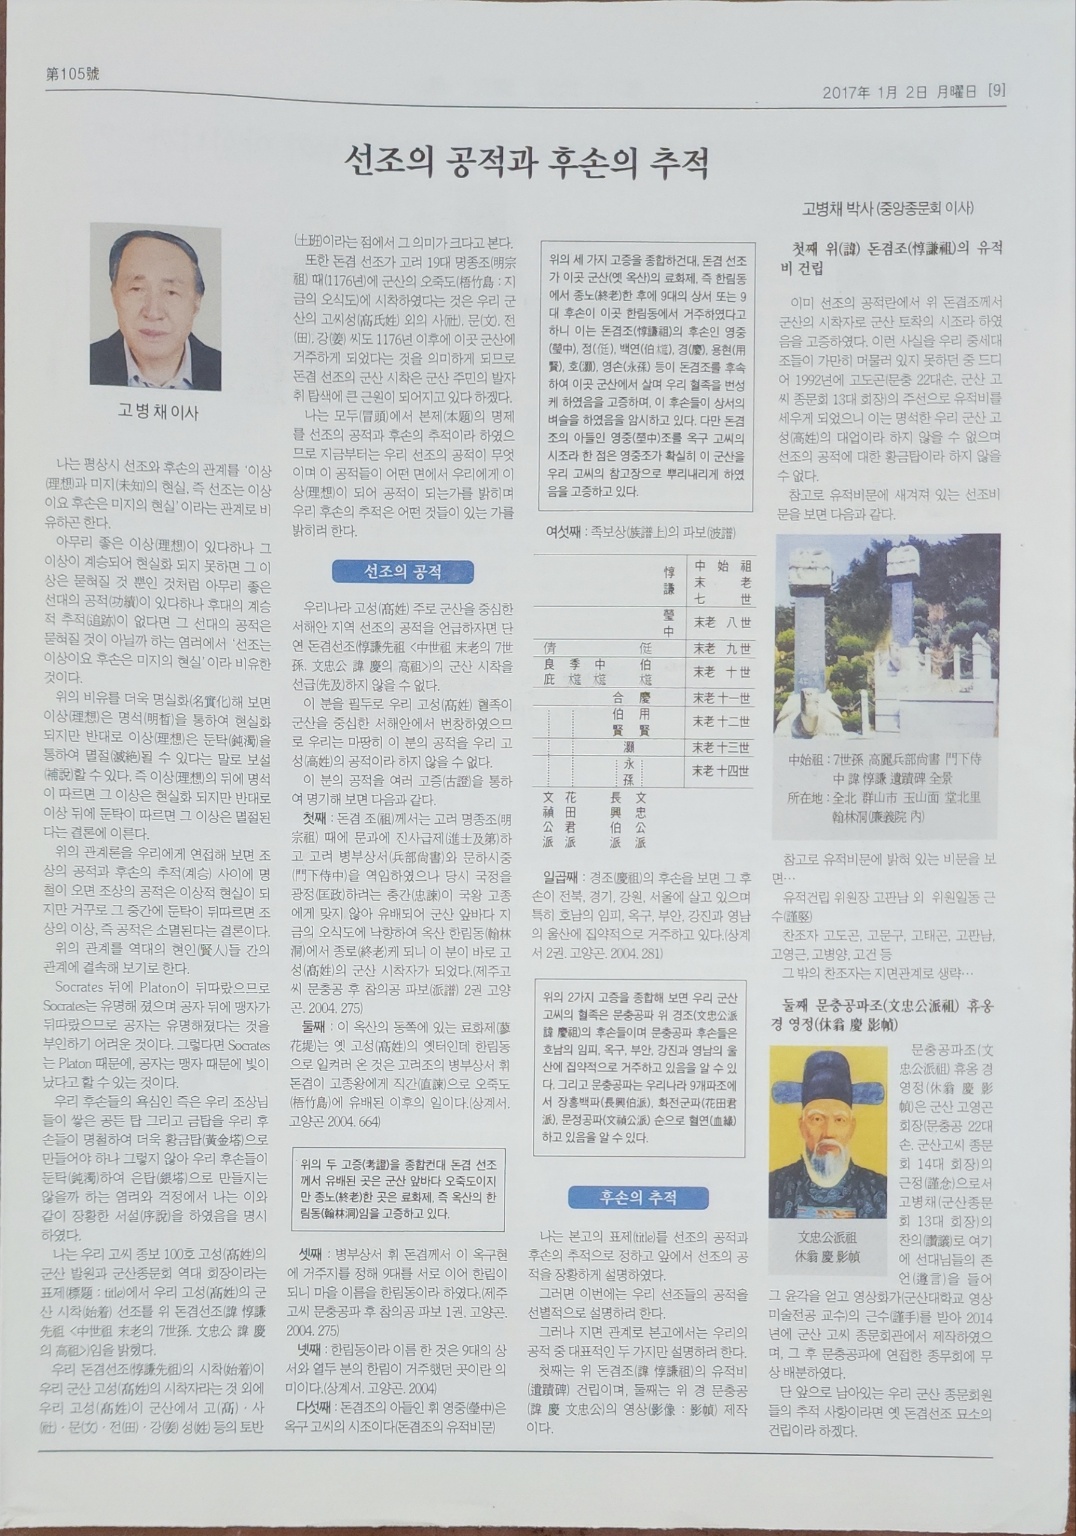 第105號
2017年 1月 2日 月曜日 [9]
선조의 공적과 후손의 추적
고병채 박사 (중앙종문회 이사)
고 병 채 이사
나는 평상시 선조와 후손의 관계를 '이상
(理想)과 미지(未知)의 현실, 즉 선조는 이상
이요 후손은 미지의 현실' 이라는 관계로 비
유하곤 한다.
아무리 좋은 이상(理想)이 있다하나 그
이상이 계승되어 현실화 되지 못하면 그 이
상은 묻혀질 것 뿐인 것처럼 아무리 좋은
선대의 공적(功績)이 있다하나 후대의 계승
적 추적(追跡)이 없다면 그 선대의 공적은
묻혀질 것이 아닐까 하는 염려에서 '선조는
이상이요 후손은 미지의 현실' 이라 비유한
것이다.
위의 비유를 더욱 명실화(名實化)해 보면
이상(理想)은 명석(明晳)을 통하여 현실화
되지만 반대로 이상(理想)은 둔탁(鈍濁)을
통하여 멸절(滅絶)될 수 있다는 말로 보설
(補說)할 수 있다. 즉 이상(理想)의 뒤에 명석
이 따르면 그 이상은 현실화 되지만 반대로
이상 뒤에 둔탁이 따르면 그 이상은 멸절된
다는 결론에 이른다.
위의 관계론을 우리에게 연접해 보면 조
상의 공적과 후손의 추적(계승) 사이에 명
철이 오면 조상의 공적은 이상적 현실이 되
지만 거꾸로 그 중간에 둔탁이 뒤따르면 조
상의 이상, 즉 공적은 소멸된다는 결론이다.
위의 관계를 역대의 현인(賢人)들 간의
관계에 결속해 보기로 한다.
Socrates 뒤에 Platon이 뒤따랐으므로
Socrates는 유명해 졌으며 공자 뒤에 맹자가
뒤따랐으므로 공자는 유명해졌다는 것을
부인하기 어려운 것이다. 그렇다면 Socrates
는 Platon 때문에, 공자는 맹자 때문에 빛이
났다고 할 수 있는 것이다.
우리 후손들의 욕심인 즉은 우리 조상님
들이 쌓은 공든 탑 그리고 금탑을 우리 후
손들이 명철하여 더욱 황금탑(黃金塔)으로
만들어야 하나 그렇지 않아 우리 후손들이
둔탁(鈍濁)하여 은탑(銀塔)으로 만들지는
않을까 하는 염려와 걱정에서 나는 이와
같이 장황한 서설(序說)을 하였음을 명시
하였다.
나는 우리 고씨 종보 100호 고성(髙姓)의
군산 발원과 군산종문회 역대 회장이라는
표제(標題 : title)에서 우리 고성(髙姓)의 군
산 시착(始着) 선조를 위 돈겸선조(諱 惇謙
先祖 <中世祖 末老의 7世孫. 文忠公 諱 慶
의 高祖>)임을 밝혔다.
우리 돈겸선조(惇謙先祖)의 시착(始着)이
우리 군산 고성(髙姓)의 시착자라는 것 외에
우리 고성(髙姓)이 군산에서 고(髙)·사
(社)·문(文)·전(田)·강(姜) 성(姓) 등의 토반
(土班)이라는 점에서 그 의미가 크다고 본다.
또한 돈겸 선조가 고려 19대 명종조(明宗
祖) 때(1176년)에 군산의 오죽도(梧竹島 : 지
금의 오식도)에 시착하였다는 것은 우리 군
산의 고씨성(髙氏姓) 외의 사(社), 문(文), 전
(田), 강(姜) 씨도 1176년 이후에 이곳 군산에
거주하게 되었다는 것을 의미하게 되므로
돈겸 선조의 군산 시착은 군산 주민의 발자
취 탐색에 큰 근원이 되어지고 있다 하겠다.
나는 모두(冒頭)에서 본제(本題)의 명제
를 선조의 공적과 후손의 추적이라 하였으
므로 지금부터는 우리 선조의 공적이 무엇
이며 이 공적들이 어떤 면에서 우리에게 이
상(理想)이 되어 공적이 되는가를 밝히며
우리 후손의 추적은 어떤 것들이 있는 가를
밝히려 한다.
선조의 공적
우리나라 고성(髙姓) 주로 군산을 중심한
서해안 지역 선조의 공적을 언급하자면 단
연 돈겸선조(惇謙先祖 <中世祖 末老의 7世
孫. 文忠公 諱 慶의 高祖>)의 군산 시착을
선급(先及)하지 않을 수 없다.
이 분을 필두로 우리 고성(髙姓) 혈족이
군산을 중심한 서해안에서 번창하였으므
로 우리는 마땅히 이 분의 공적을 우리 고
성(高姓)의 공적이라 하지 않을 수 없다.
이 분의 공적을 여러 고증(古證)을 통하
여 명기해 보면 다음과 같다.
첫째 : 돈겸 조(祖)께서는 고려 명종조(明
宗祖) 때에 문과에 진사급제(進士及第)하
고 고려 병부상서(兵部尙書)와 문하시중
(門下侍中)을 역임하였으나 당시 국정을
광정(匡政)하려는 충간(忠諫)이 국왕 고종
에게 맞지 않아 유배되어 군산 앞바다 지
금의 오식도에 낙향하여 옥산 한림동(翰林
洞)에서 종로(終老)케 되니 이 분이 바로 고
성(髙姓)의 군산 시착자가 되었다.(제주고
씨 문충공 후 참의공 파보(派譜) 2권 고양
곤. 2004. 275)
둘째 : 이 옥산의 동쪽에 있는 료화제(蓼
花堤)는 옛 고성(髙姓)의 옛터인데 한림동
으로 일커러 온 것은 고려조의 병부상서 휘
돈겸이 고종왕에게 직간(直諫)으로 오죽도
(梧竹島)에 유배된 이후의 일이다.(상계서.
고양곤 2004. 664)
위의 두 고증(考證)을 종합컨대 돈겸 선조
께서 유배된 곳은 군산 앞바다 오죽도이지
만 종노(終老)한 곳은 료화제, 즉 옥산의 한
림동(翰林洞)임을 고증하고 있다.
셋째 : 병부상서 휘 돈겸께서 이 옥구현
에 거주지를 정해 9대를 서로 이어 한림이
되니 마을 이름을 한림동이라 하였다.(제주
고씨 문충공 후 참의공 파보 1권. 고양곤.
2004. 275)
넷째 : 한림동이라 이름 한 것은 9대의 상
서와 열두 분의 한림이 거주했던 곳이란 의
미이다.(상계서. 고양곤. 2004)
다섯째 : 돈겸조의 아들인 휘 영중(瑩中)은
옥구 고씨의 시조이다(돈겸조의 유적비문)
위의 세 가지 고증을 종합하건대, 돈겸 선조
가 이곳 군산(옛 옥산)의 료화제, 즉 한림동
에서 종노(終老)한 후에 9대의 상서 또는 9
대 후손이 이곳 한림동에서 거주하였다고
하니 이는 돈겸조(惇謙祖)의 후손인 영중
(瑩中), 정(侹), 백연(伯 ), 경(慶), 용현(用
賢), 호(灝), 영손(永孫) 등이 돈겸조를 후속
하여 이곳 군산에서 살며 우리 혈족을 번성
케 하였음을 고증하며, 이 후손들이 상서의
벼슬을 하였음을 암시하고 있다. 다만 돈겸
조의 아들인 영중(瑩中)조를 옥구 고씨의
시조라 한 점은 영중조가 확실히 이 군산을
우리 고씨의 참고장으로 뿌리내리게 하였
음을 고증하고 있다.
여섯째 : 족보상(族譜上)의 파보(波譜)
惇謙 中始祖 末老 七世
瑩中 末老 八世
倩 侹 末老 九世
良庇 季 中 伯 末老 十世
合 慶 末老 十一世
伯賢 用賢 末老 十二世
灝 末老 十三世
永孫 末老 十四世
文禎公派 花田君派 長興伯派 文忠公派
일곱째 : 경조(慶祖)의 후손을 보면 그 후
손이 전북, 경기, 강원, 서울에 살고 있으며
특히 호남의 임피, 옥구, 부안, 강진과 영남
의 울산에 집약적으로 거주하고 있다.(상계
서 2권. 고양곤. 2004. 281)
위의 2가지 고증을 종합해 보면 우리 군산
고씨의 혈족은 문충공파 위 경조(文忠公派
諱 慶祖)의 후손들이며 문충공파 후손들은
호남의 임피, 옥구, 부안, 강진과 영남의 울
산에 집약적으로 거주하고 있음을 알 수 있
다. 그리고 문충공파는 우리나라 9개파조에
서 장흥백파(長興伯派), 화전군파(花田君
派), 문정공파(文禎公派) 순으로 혈연(血緣)
하고 있음을 알 수 있다.
후손의 추적
나는 본고의 표제(title)를 선조의 공적과
후손의 추적으로 정하고 앞에서 선조의 공
적을 장황하게 설명하였다.
그러면 이번에는 우리 선조들의 공적을
선별적으로 설명하려 한다.
그러나 지면 관계로 본고에서는 우리의
공적 중 대표적인 두 가지만 설명하려 한다.
첫째는 위 돈겸조(諱 惇謙祖)의 유적비
(遺蹟碑) 건립이며, 둘째는 위 경 문충공
(諱 慶 文忠公)의 영상(影像 : 影幀) 제작
이다.
첫째 위(諱) 돈겸조(惇謙祖)의 유적
비 건립
이미 선조의 공적란에서 위 돈겸조께서
군산의 시착자로 군산 토착의 시조라 하였
음을 고증하였다. 이런 사실을 우리 중세대
조들이 가만히 머물러 있지 못하던 중 드디
어 1992년에 고도곤(문충 22대손, 군산 고
씨 종문회 13대 회장)의 주선으로 유적비를
세우게 되었으니 이는 명석한 우리 군산 고
성(高姓)의 대업이라 하지 않을 수 없으며
선조의 공적에 대한 황금탑이라 하지 않을
수 없다.
참고로 유적비문에 새겨져 있는 선조비
문을 보면 다음과 같다.
中始祖 : 7世孫 高麗兵部尙書 門下侍
中 諱 惇謙 遺蹟碑 全景
所在地 : 全北 群山市 玉山面 堂北里
翰林洞(廉義院 內)
참고로 유적비문에 밝혀 있는 비문을 보
면…
유적건립 위원장 고판남 외 위원일동 근
수(謹竪)
찬조자 고도곤, 고문구, 고태곤, 고판남,
고영근, 고병양, 고건 등
그 밖의 찬조자는 지면관계로 생략…
둘째 문충공파조(文忠公派祖) 휴옹
경 영정(休翁 慶 影幀)
文忠公派祖
休翁 慶 影幀
문충공파조(文
忠公派祖) 휴옹 경
영정(休翁 慶 影
幀)은 군산 고영곤
회장(문충공 22대
손, 군산고씨 종문
회 14대 회장)의
근정(謹念)으로서
고병채(군산종문
회 13대 회장)의
찬의(讚議)로 여기
에 선대님들의 존
언(遵言)을 들어
그 윤각을 얻고 영상화가(군산대학교 영상
미술전공 교수)의 근수(謹手)를 받아 2014
년에 군산 고씨 종문회관에서 제작하였으
며, 그 후 문충공파에 연접한 종무회에 무
상 배분하였다.
단 앞으로 남아있는 우리 군산 종문회원
들의 추적 사항이라면 옛 돈겸선조 묘소의
건립이라 하겠다.